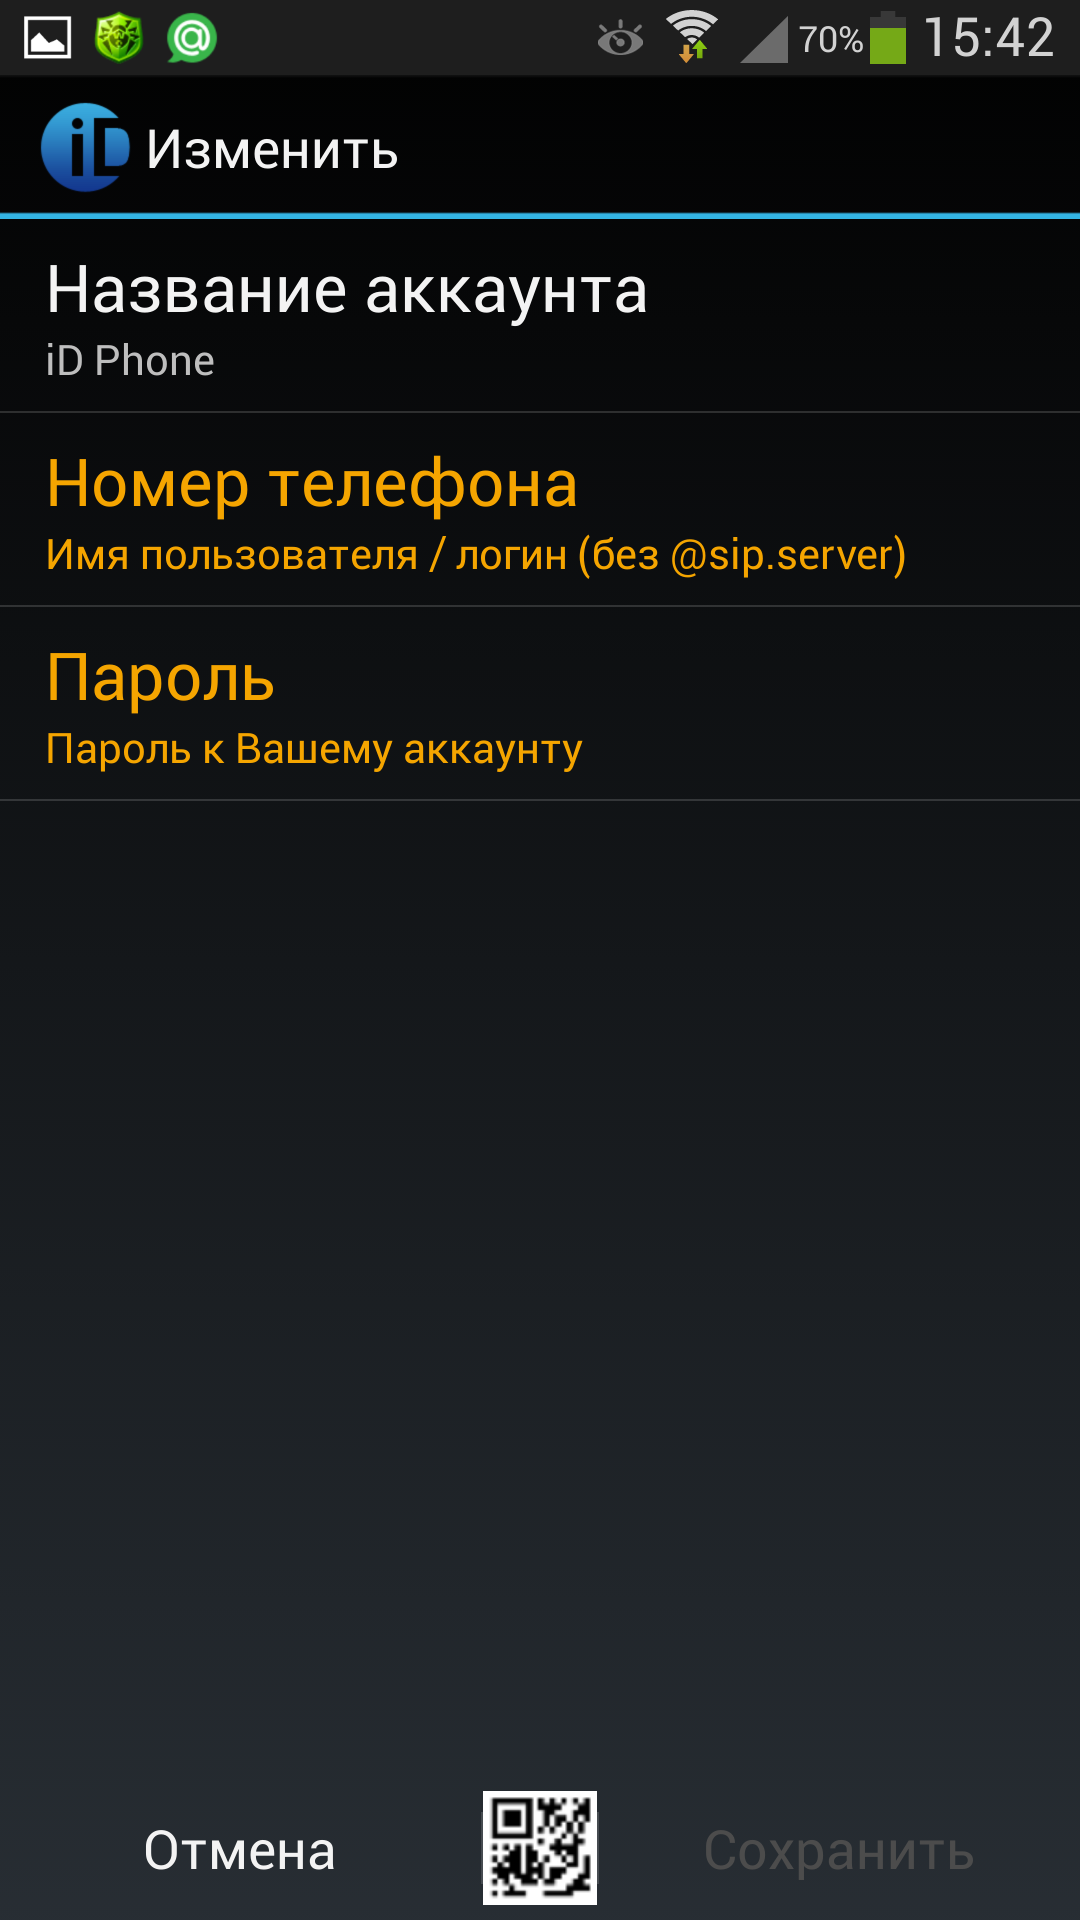 70% 15:42
iD Изменить
Название аккаунта
iD Phone
Номер телефона
Имя пользователя / логин (без @sip.server)
Пароль
Пароль к Вашему аккаунту
Отмена Сохранить